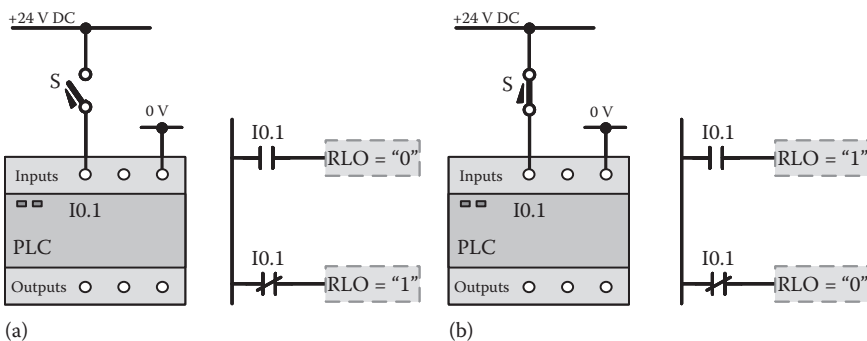 +24 V DC
S
0 V
Inputs
I0.1
PLC
Outputs
I0.1
RLO = “0”
I0.1
RLO = “1”
(a)
+24 V DC
S
0 V
Inputs
I0.1
PLC
Outputs
I0.1
RLO = “1”
I0.1
RLO = “0”
(b)